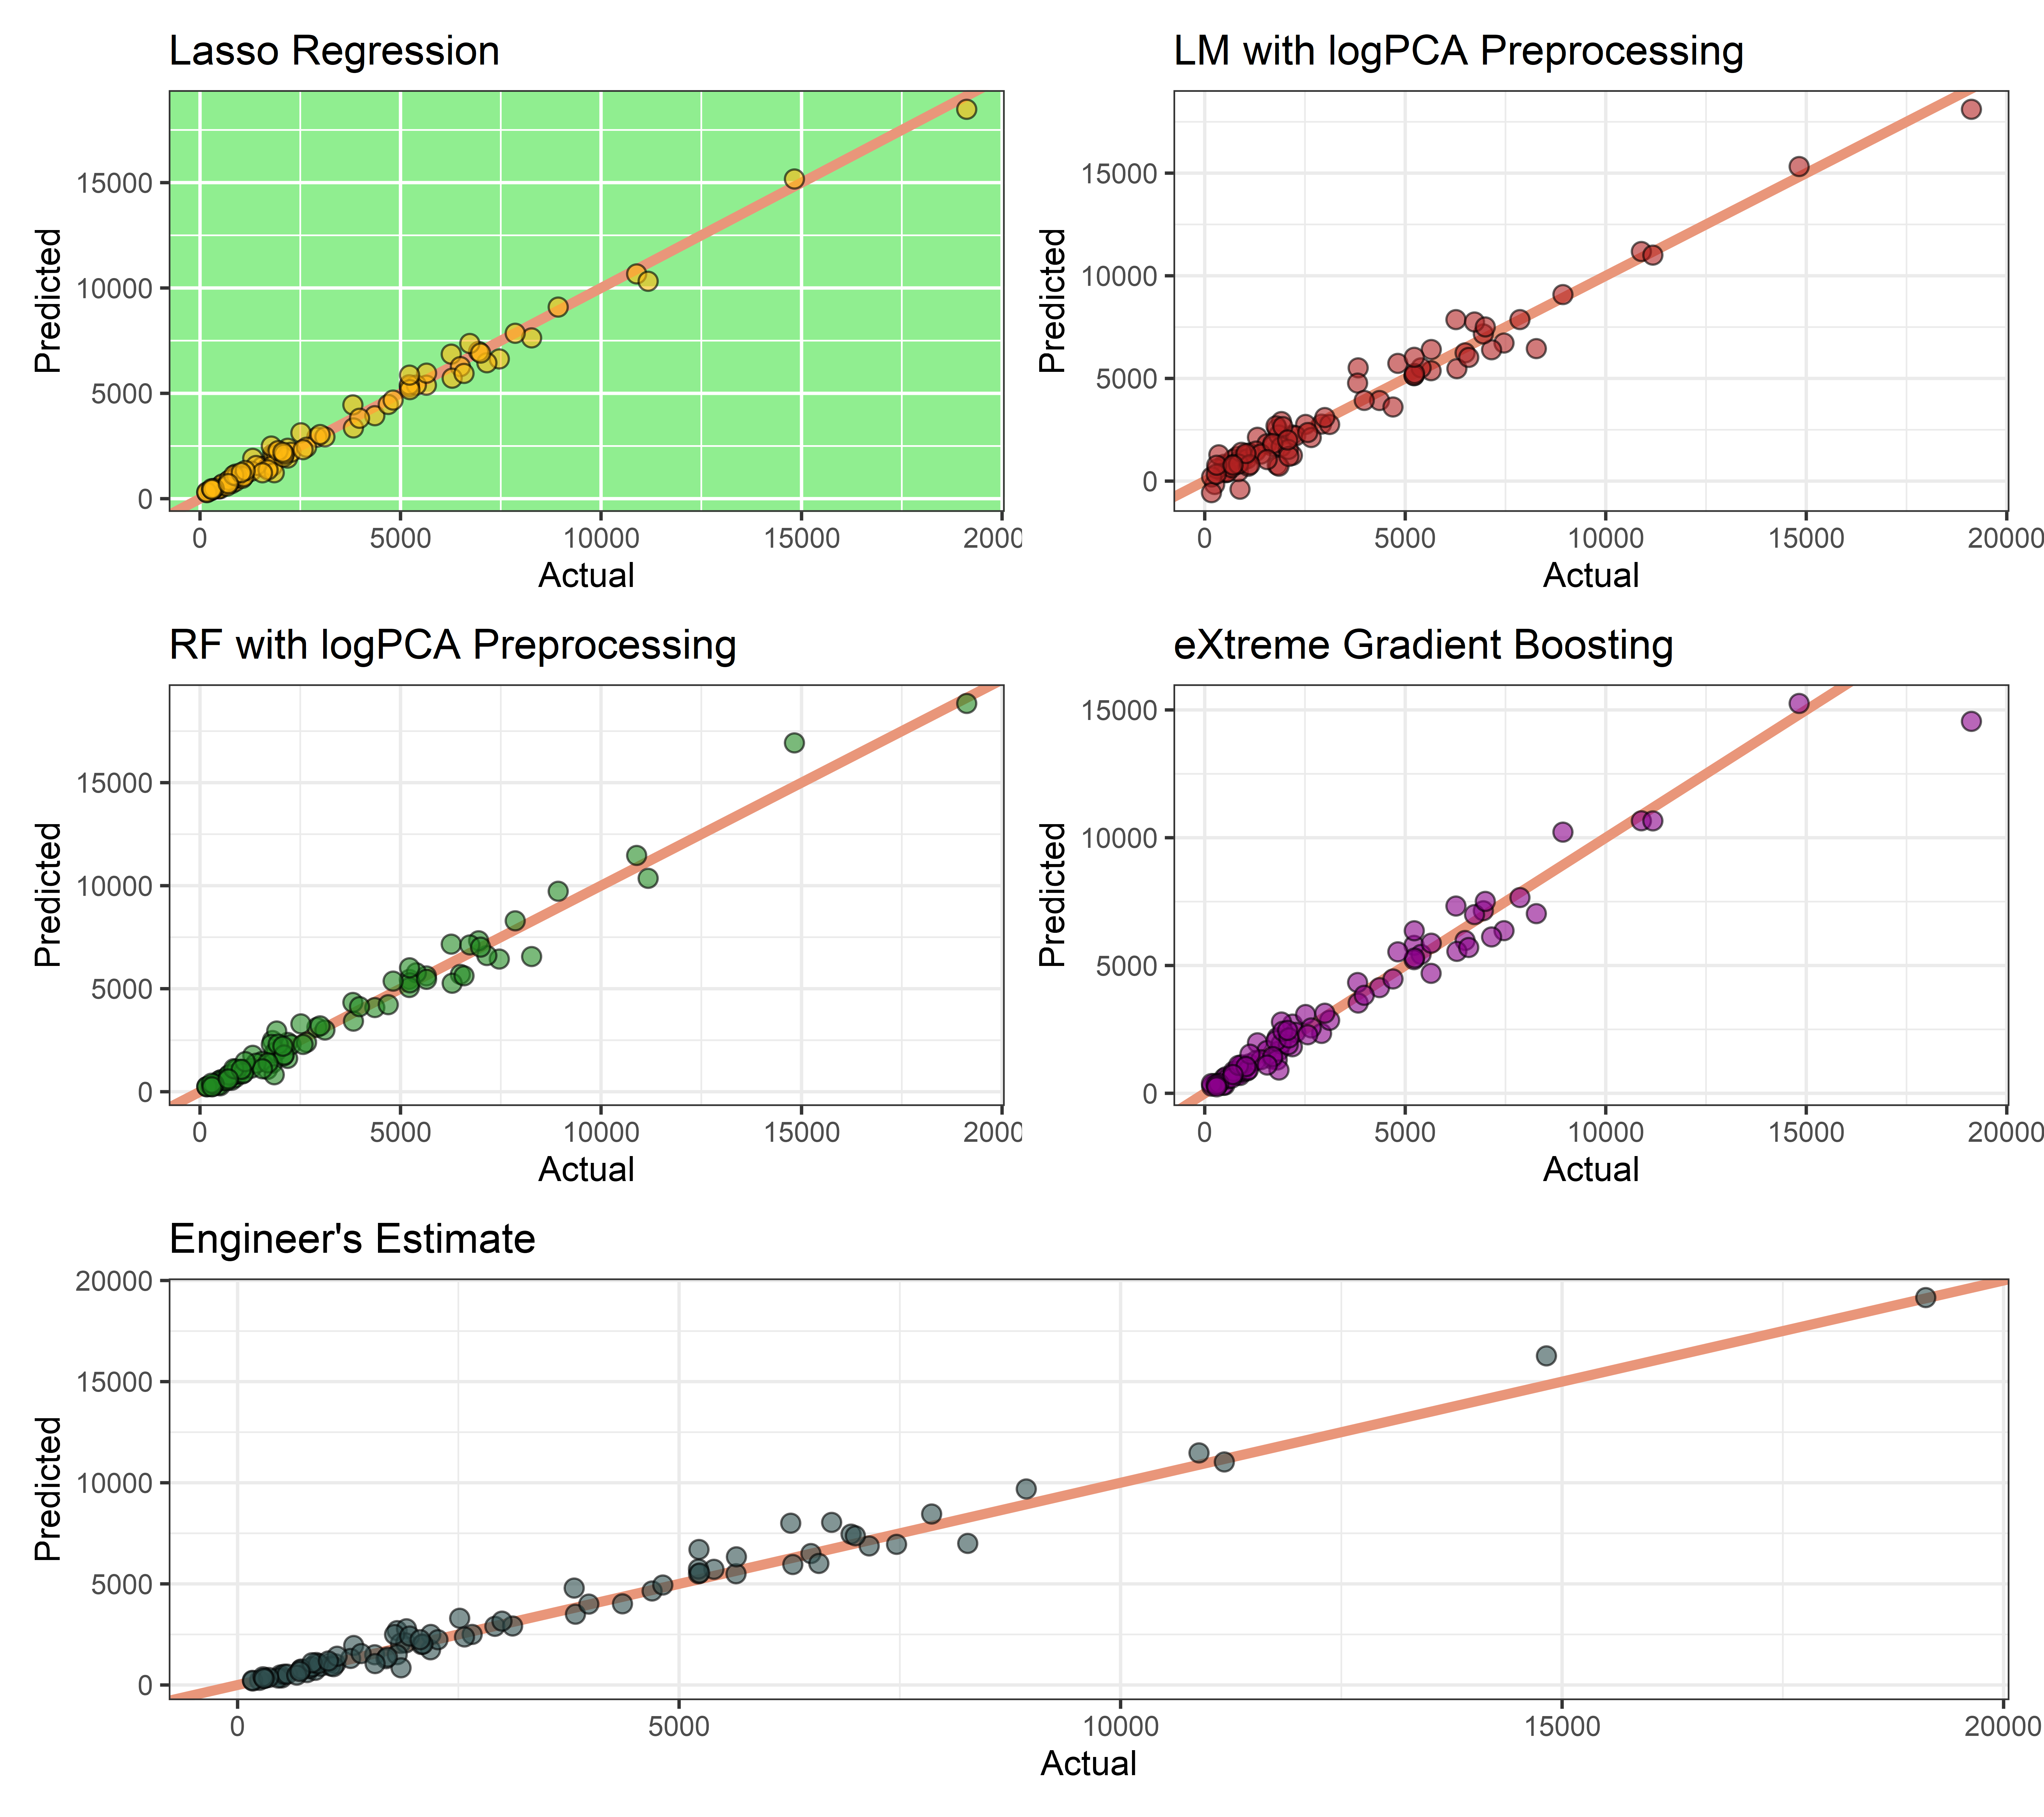 Lasso Regression
Predicted
15000
10000
5000
0
0 5000 10000 15000 2000
Actual
LM with logPCA Preprocessing
Predicted
15000
10000
5000
0
0 5000 10000 15000 20000
Actual
RF with logPCA Preprocessing
Predicted
15000
10000
5000
0
0 5000 10000 15000 2000
Actual
eXtreme Gradient Boosting
Predicted
15000
10000
5000
0
0 5000 10000 15000 20000
Actual
Engineer's Estimate
Predicted
20000
15000
10000
5000
0
0 5000 10000 15000 20000
Actual